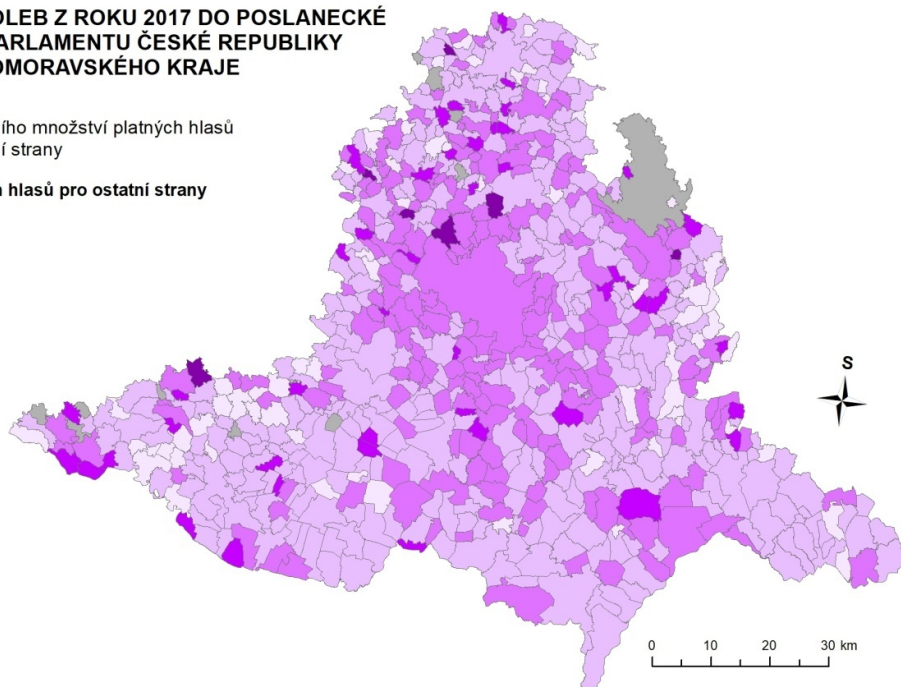 OLEB Z ROKU 2017 DO POSLANECKÉ
ARLAMENTU ČESKÉ REPUBLIKY
OMORAVSKÉHO KRAJE
ího množství platných hlasů
í strany
hlasů pro ostatní strany
S
0 10 20 30 km